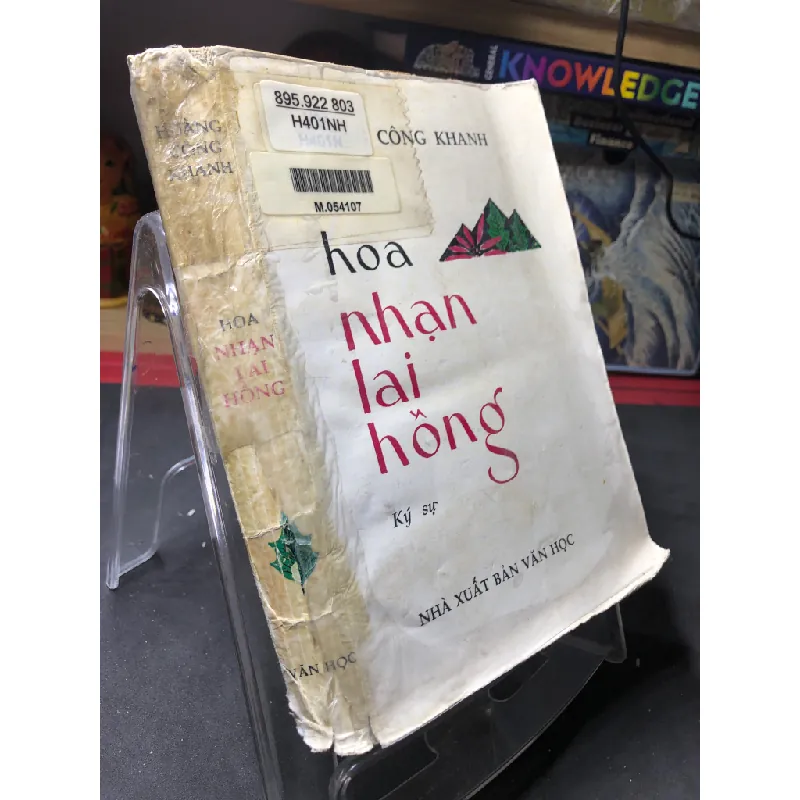 895.922 803
H401NH
M.054107
CÔNG KHANH
hoa
nhạn
lai
hồng
Ký sự
NHÀ XUẤT BẢN VĂN HỌC
HOÀNG
CÔNG
KHANH
HOA
NHẠN
LAI
HỒNG
VĂN HỌC
GENERAL
KNOWLEDGE